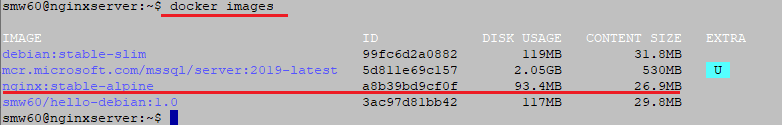 smw60@nginxserver:~$ docker images
IMAGE ID DISK USAGE CONTENT SIZE EXTRA
debian:stable-slim 99fc6d2a0882 119MB 31.8MB
mcr.microsoft.com/mssql/server:2019-latest 5d811e69c157 2.05GB 530MB U
nginx:stable-alpine a8b39bd9cf0f 93.4MB 26.9MB
smw60/hello-debian:1.0 3ac97d81bb42 117MB 29.8MB
smw60@nginxserver:~$